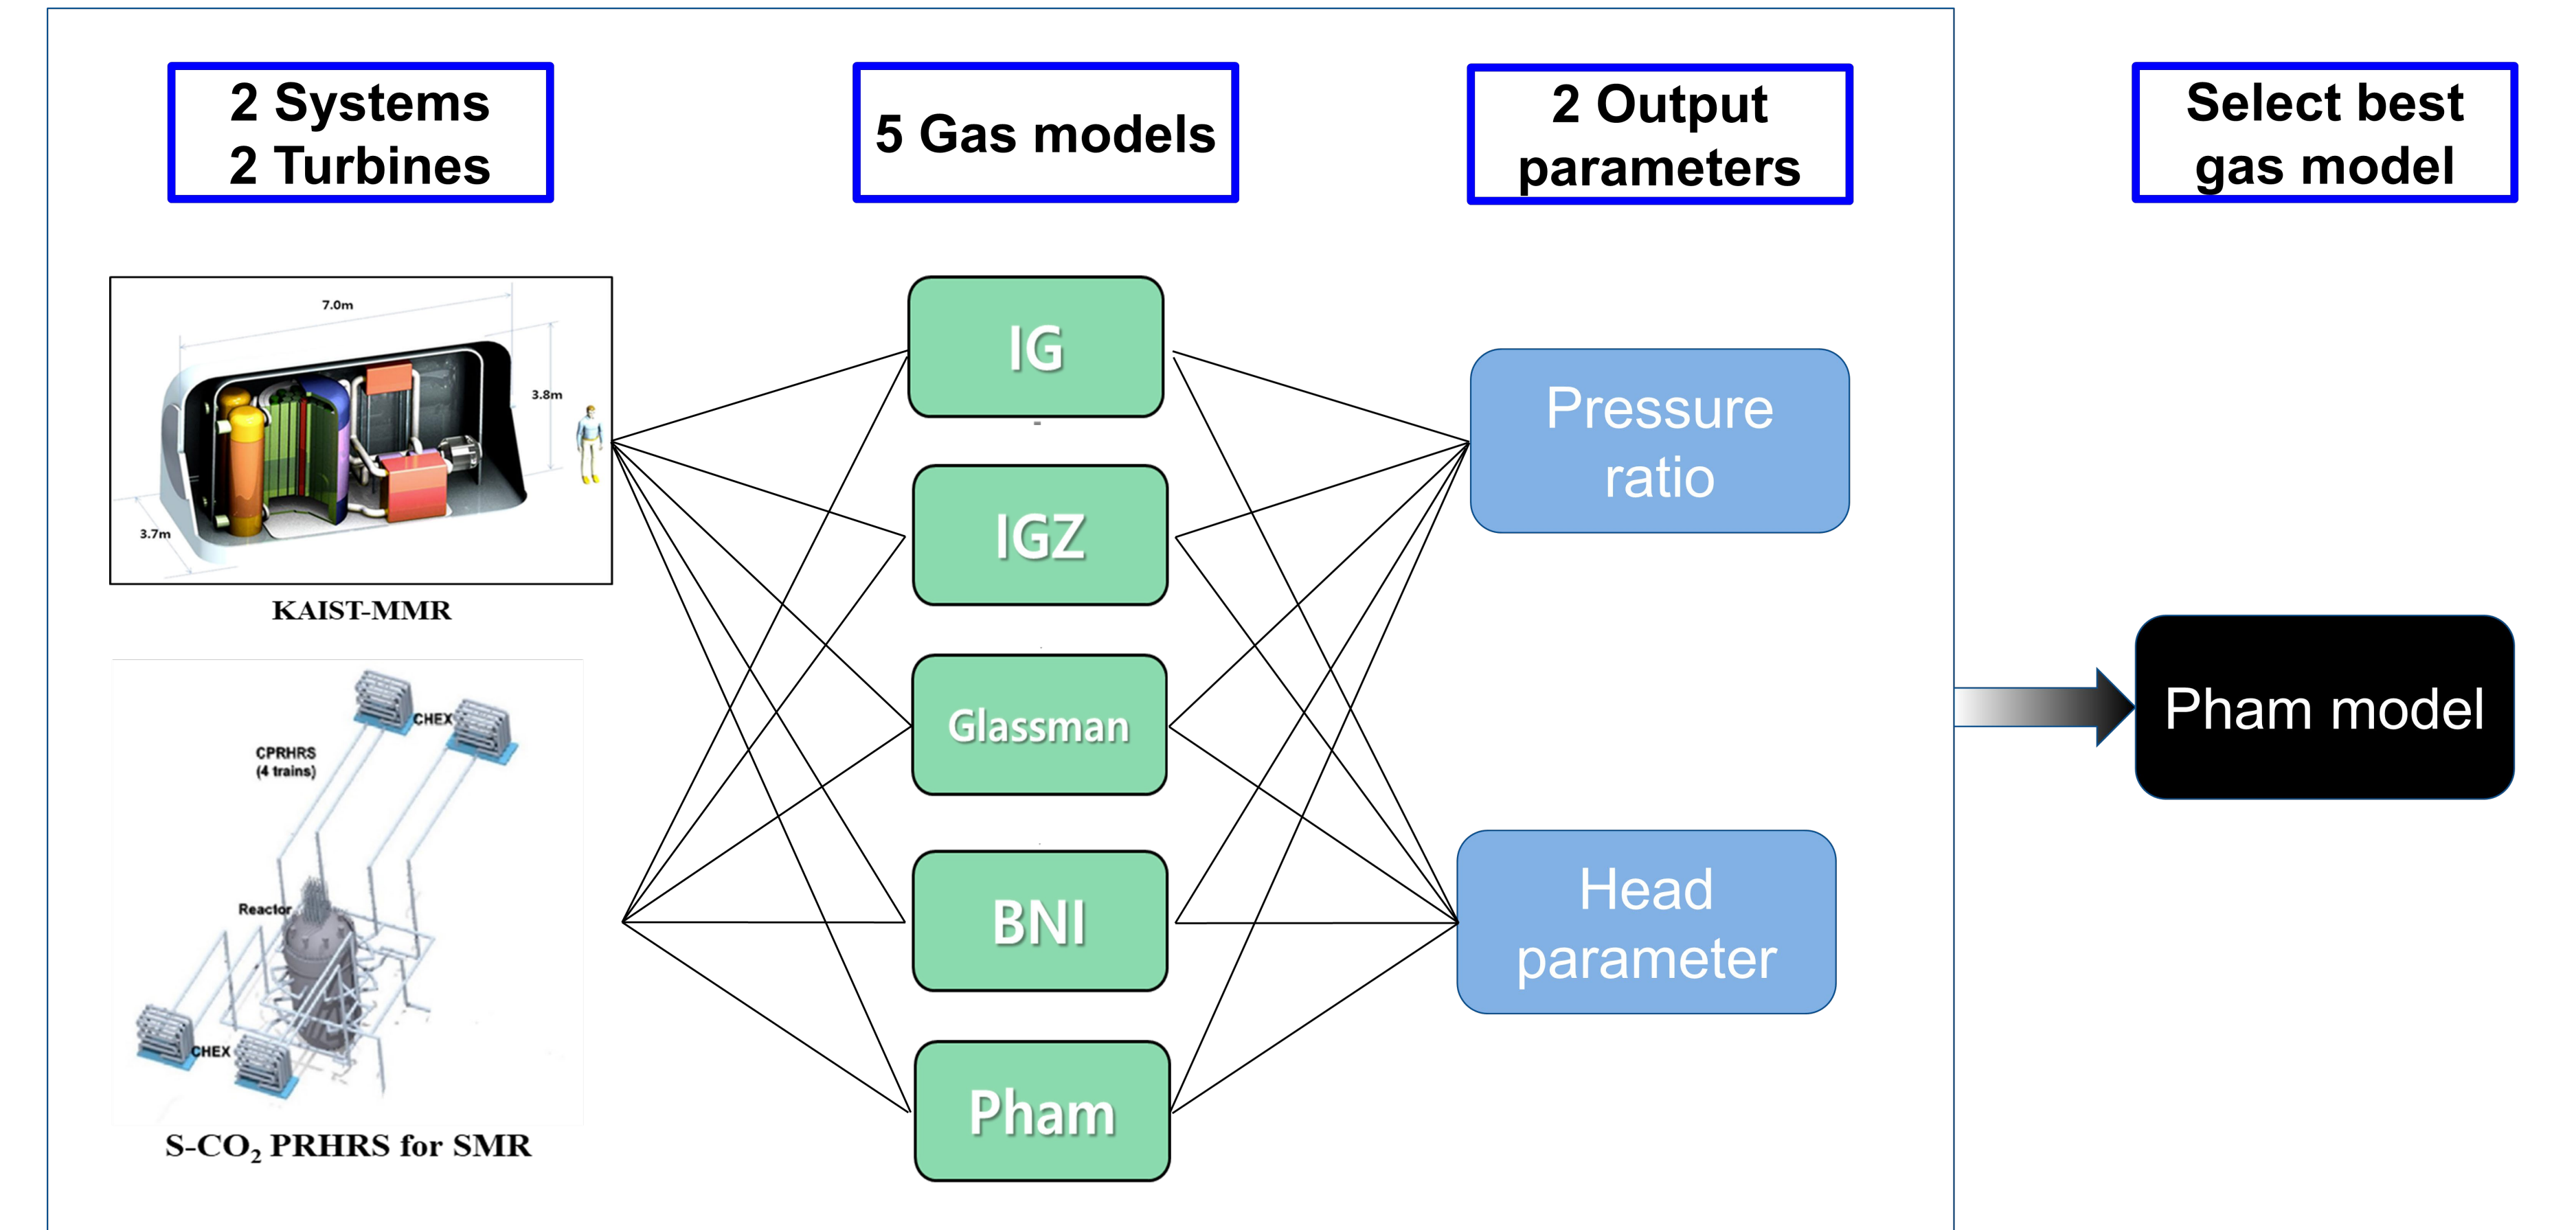 2 Systems
2 Turbines
5 Gas models
2 Output
parameters
Select best
gas model
7.0m
3.8m
3.7m
KAIST-MMR
CHEX
CPRHRS
(4 trains)
Reactor
CHEX
S-CO₂ PRHRS for SMR
IG
IGZ
Glassman
BNI
Pham
Pressure
ratio
Head
parameter
Pham model